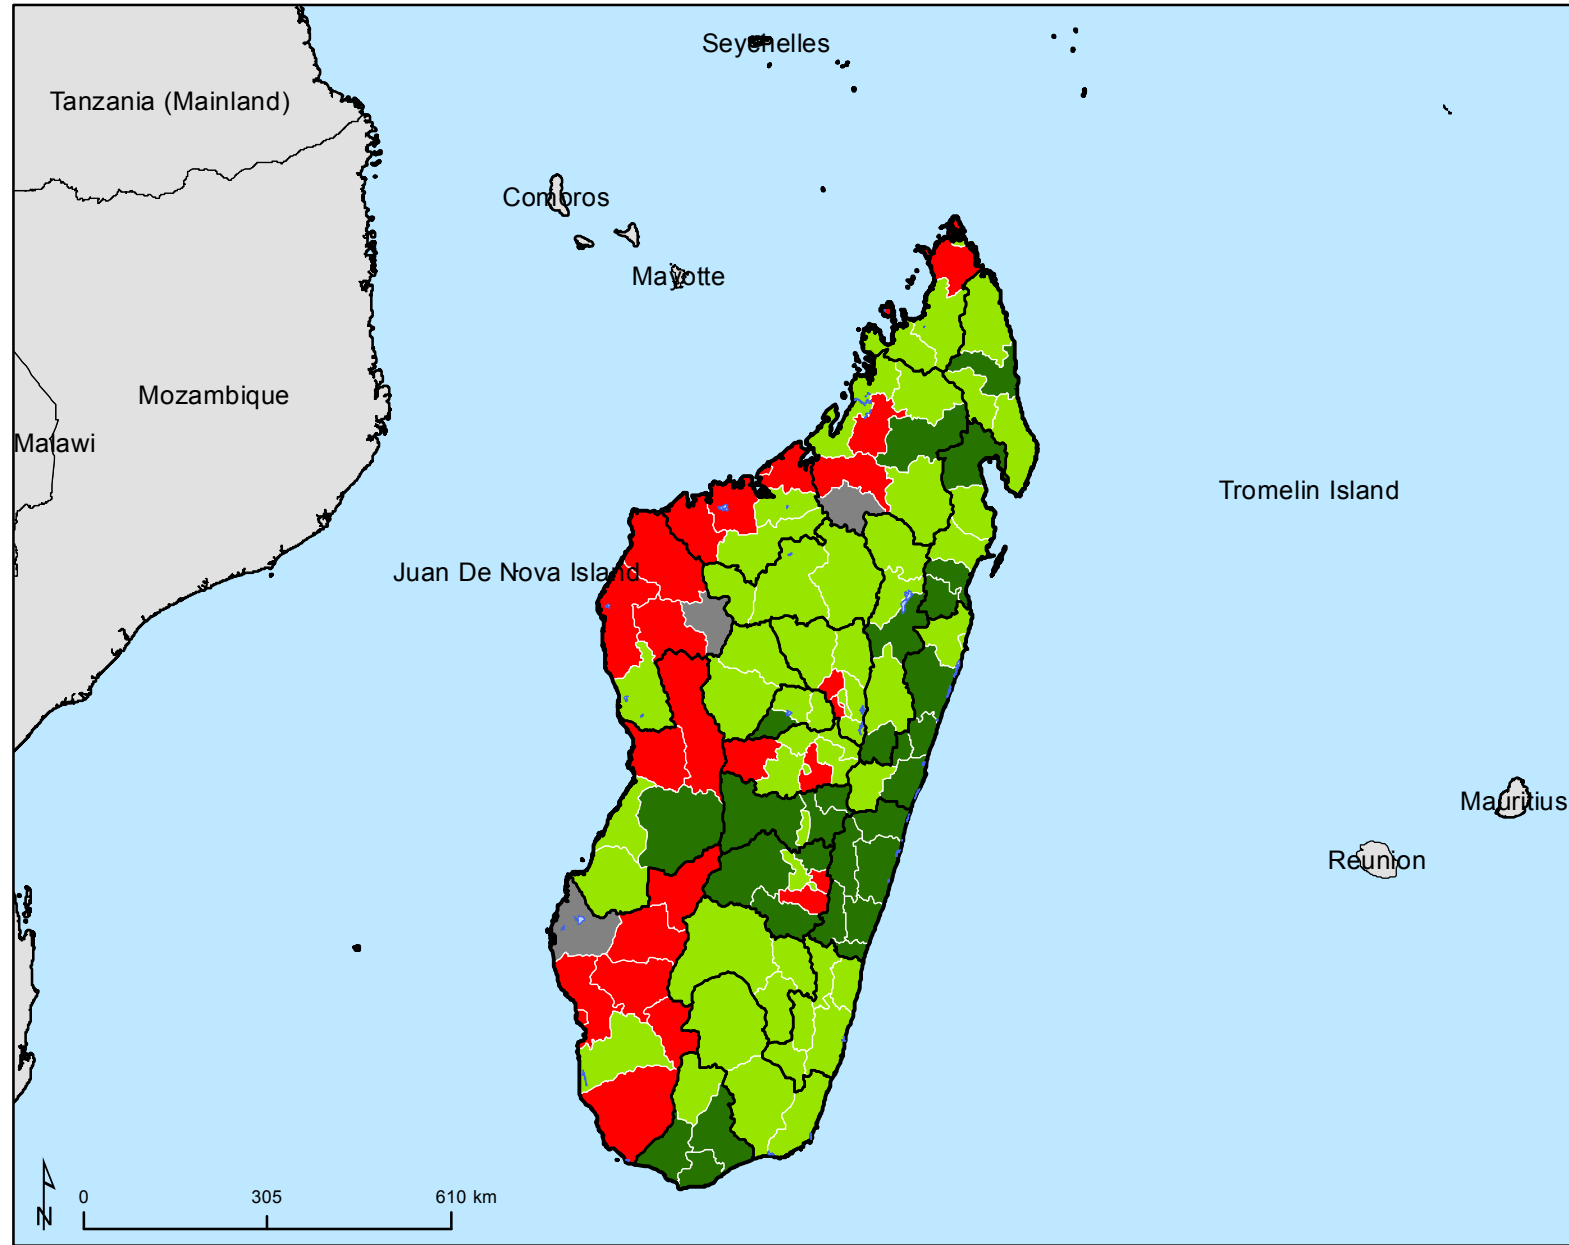 Seychelles
Tanzania (Mainland)
Comoros
Mayotte
Mozambique
Malawi
Tromelin Island
Juan De Nova Island
Mauritius
Reunion
0 305 610 km
N